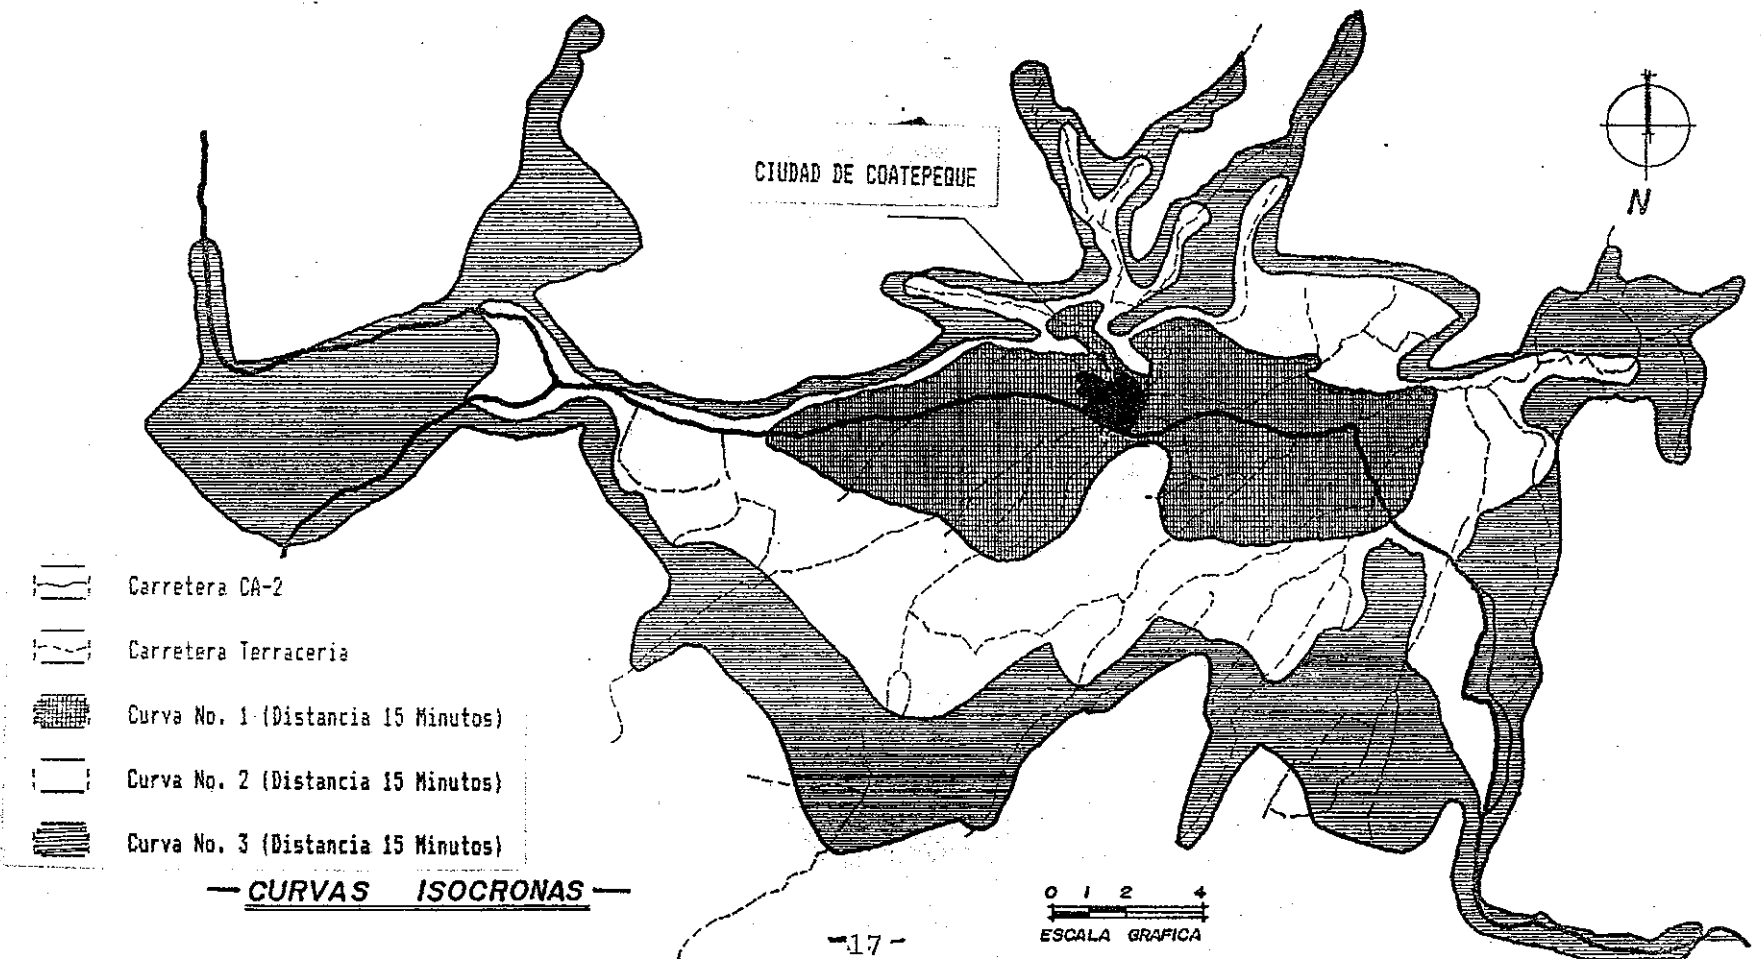 CIUDAD DE COATEPEQUE
N
Carretera CA-2
Carretera Terraceria
Curva No. 1 (Distancia 15 Minutos)
Curva No. 2 (Distancia 15 Minutos)
Curva No. 3 (Distancia 15 Minutos)
CURVAS ISOCRONAS
0 1 2 4
ESCALA GRAFICA
-17-